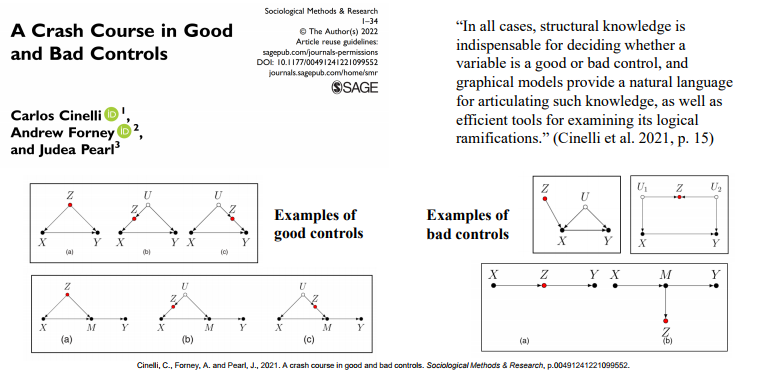 A Crash Course in Good
and Bad Controls
Sociological Methods & Research
1–34
© The Author(s) 2022
Article reuse guidelines:
sagepub.com/journals-permissions
DOI: 10.1177/00491241221099552
journals.sagepub.com/home/smr
SSAGE
Carlos Cinelli iD 1,
Andrew Forney iD 2,
and Judea Pearl3
“In all cases, structural knowledge is
indispensable for deciding whether a
variable is a good or bad control, and
graphical models provide a natural language
for articulating such knowledge, as well as
efficient tools for examining its logical
ramifications.” (Cinelli et al. 2021, p. 15)
Z U U
Z Z
X Y X Y X Y
(a) (b) (c)
Examples of
good controls
Z U U
Z Z
X M Y X M Y X M Y
(a) (b) (c)
Examples of
bad controls
Z U
X Y
U1 Z U2
X Y
X Z Y X M Y
Z
(a) (b)
Cinelli, C., Forney, A. and Pearl, J., 2021. A crash course in good and bad controls. Sociological Methods & Research, p.00491241221099552.